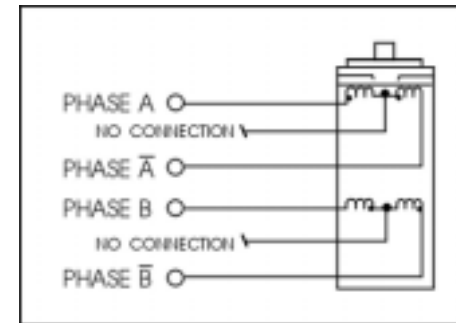 PHASE A
NO CONNECTION
PHASE A̅
PHASE B
NO CONNECTION
PHASE B̅